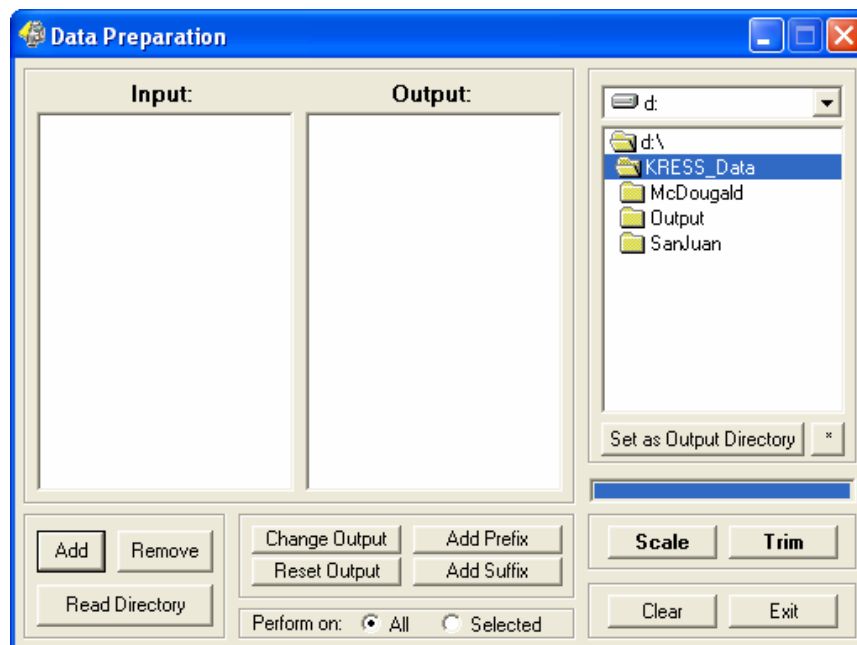 Data Preparation
Input:
Output:
d:
d:\
KRESS_Data
McDougald
Output
SanJuan
Set as Output Directory
*
Add
Remove
Read Directory
Change Output
Add Prefix
Reset Output
Add Suffix
Perform on:
All
Selected
Scale
Trim
Clear
Exit